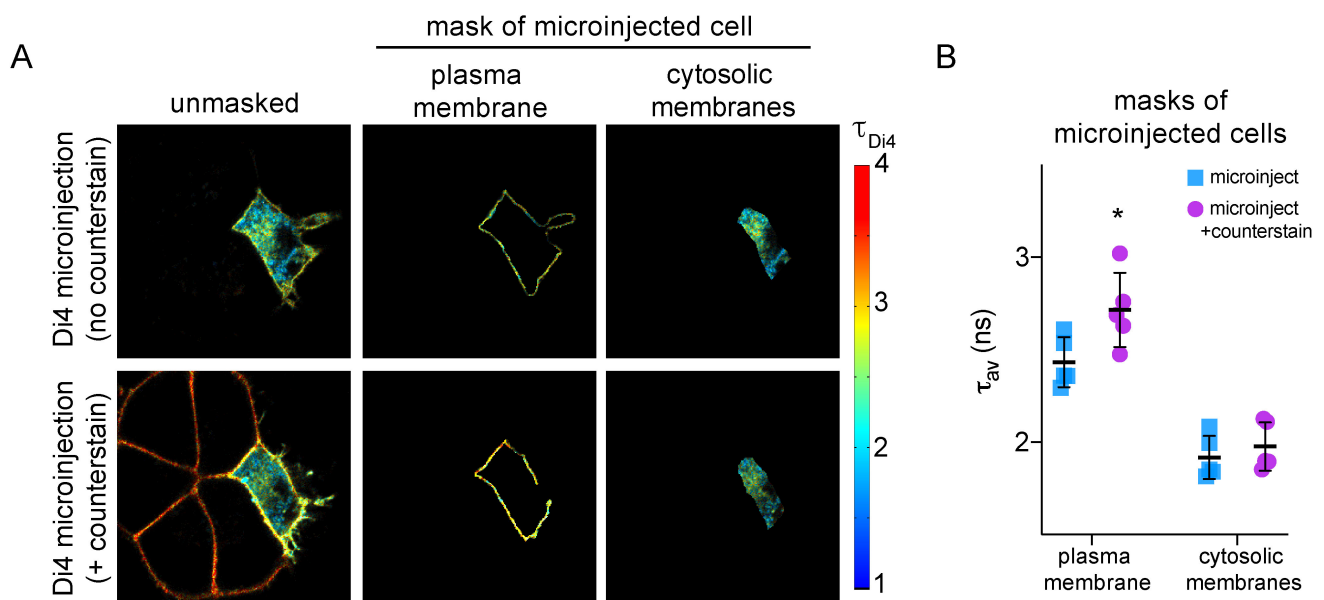 A
mask of microinjected cell
unmasked
plasma
membrane
cytosolic
membranes
Di4 microinjection
(no counterstain)
Di4 microinjection
(+ counterstain)
τDi4
4
3
2
1
B
masks of
microinjected cells
microinject
microinject
+counterstain
*
τav (ns)
3
2
plasma
membrane
cytosolic
membranes